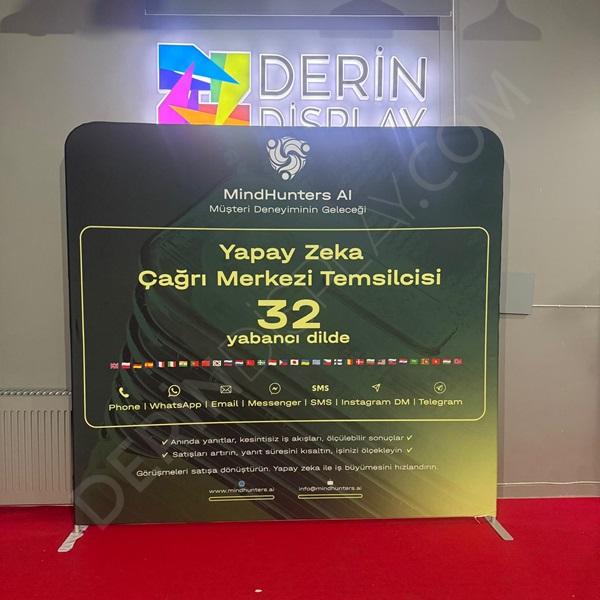 DERİN
DİSPLAY
MindHunters AI
Müşteri Deneyiminin Geleceği
Yapay Zeka
Çağrı Merkezi Temsilcisi
32
yabancı dilde
SMS
Phone | WhatsApp | Email | Messenger | SMS | Instagram DM | Telegram
✓ Anında yanıtlar, kesintisiz iş akışları, ölçülebilir sonuçlar ✓
✓ Satışları artırın, yanıt süresini kısaltın, işinizi ölçekleyin ✓
Görüşmeleri satışa dönüştürün. Yapay zeka ile iş büyümesini hızlandırın.
www.mindhunters.ai info@mindhunters.ai
DERINDISPLAY.COM